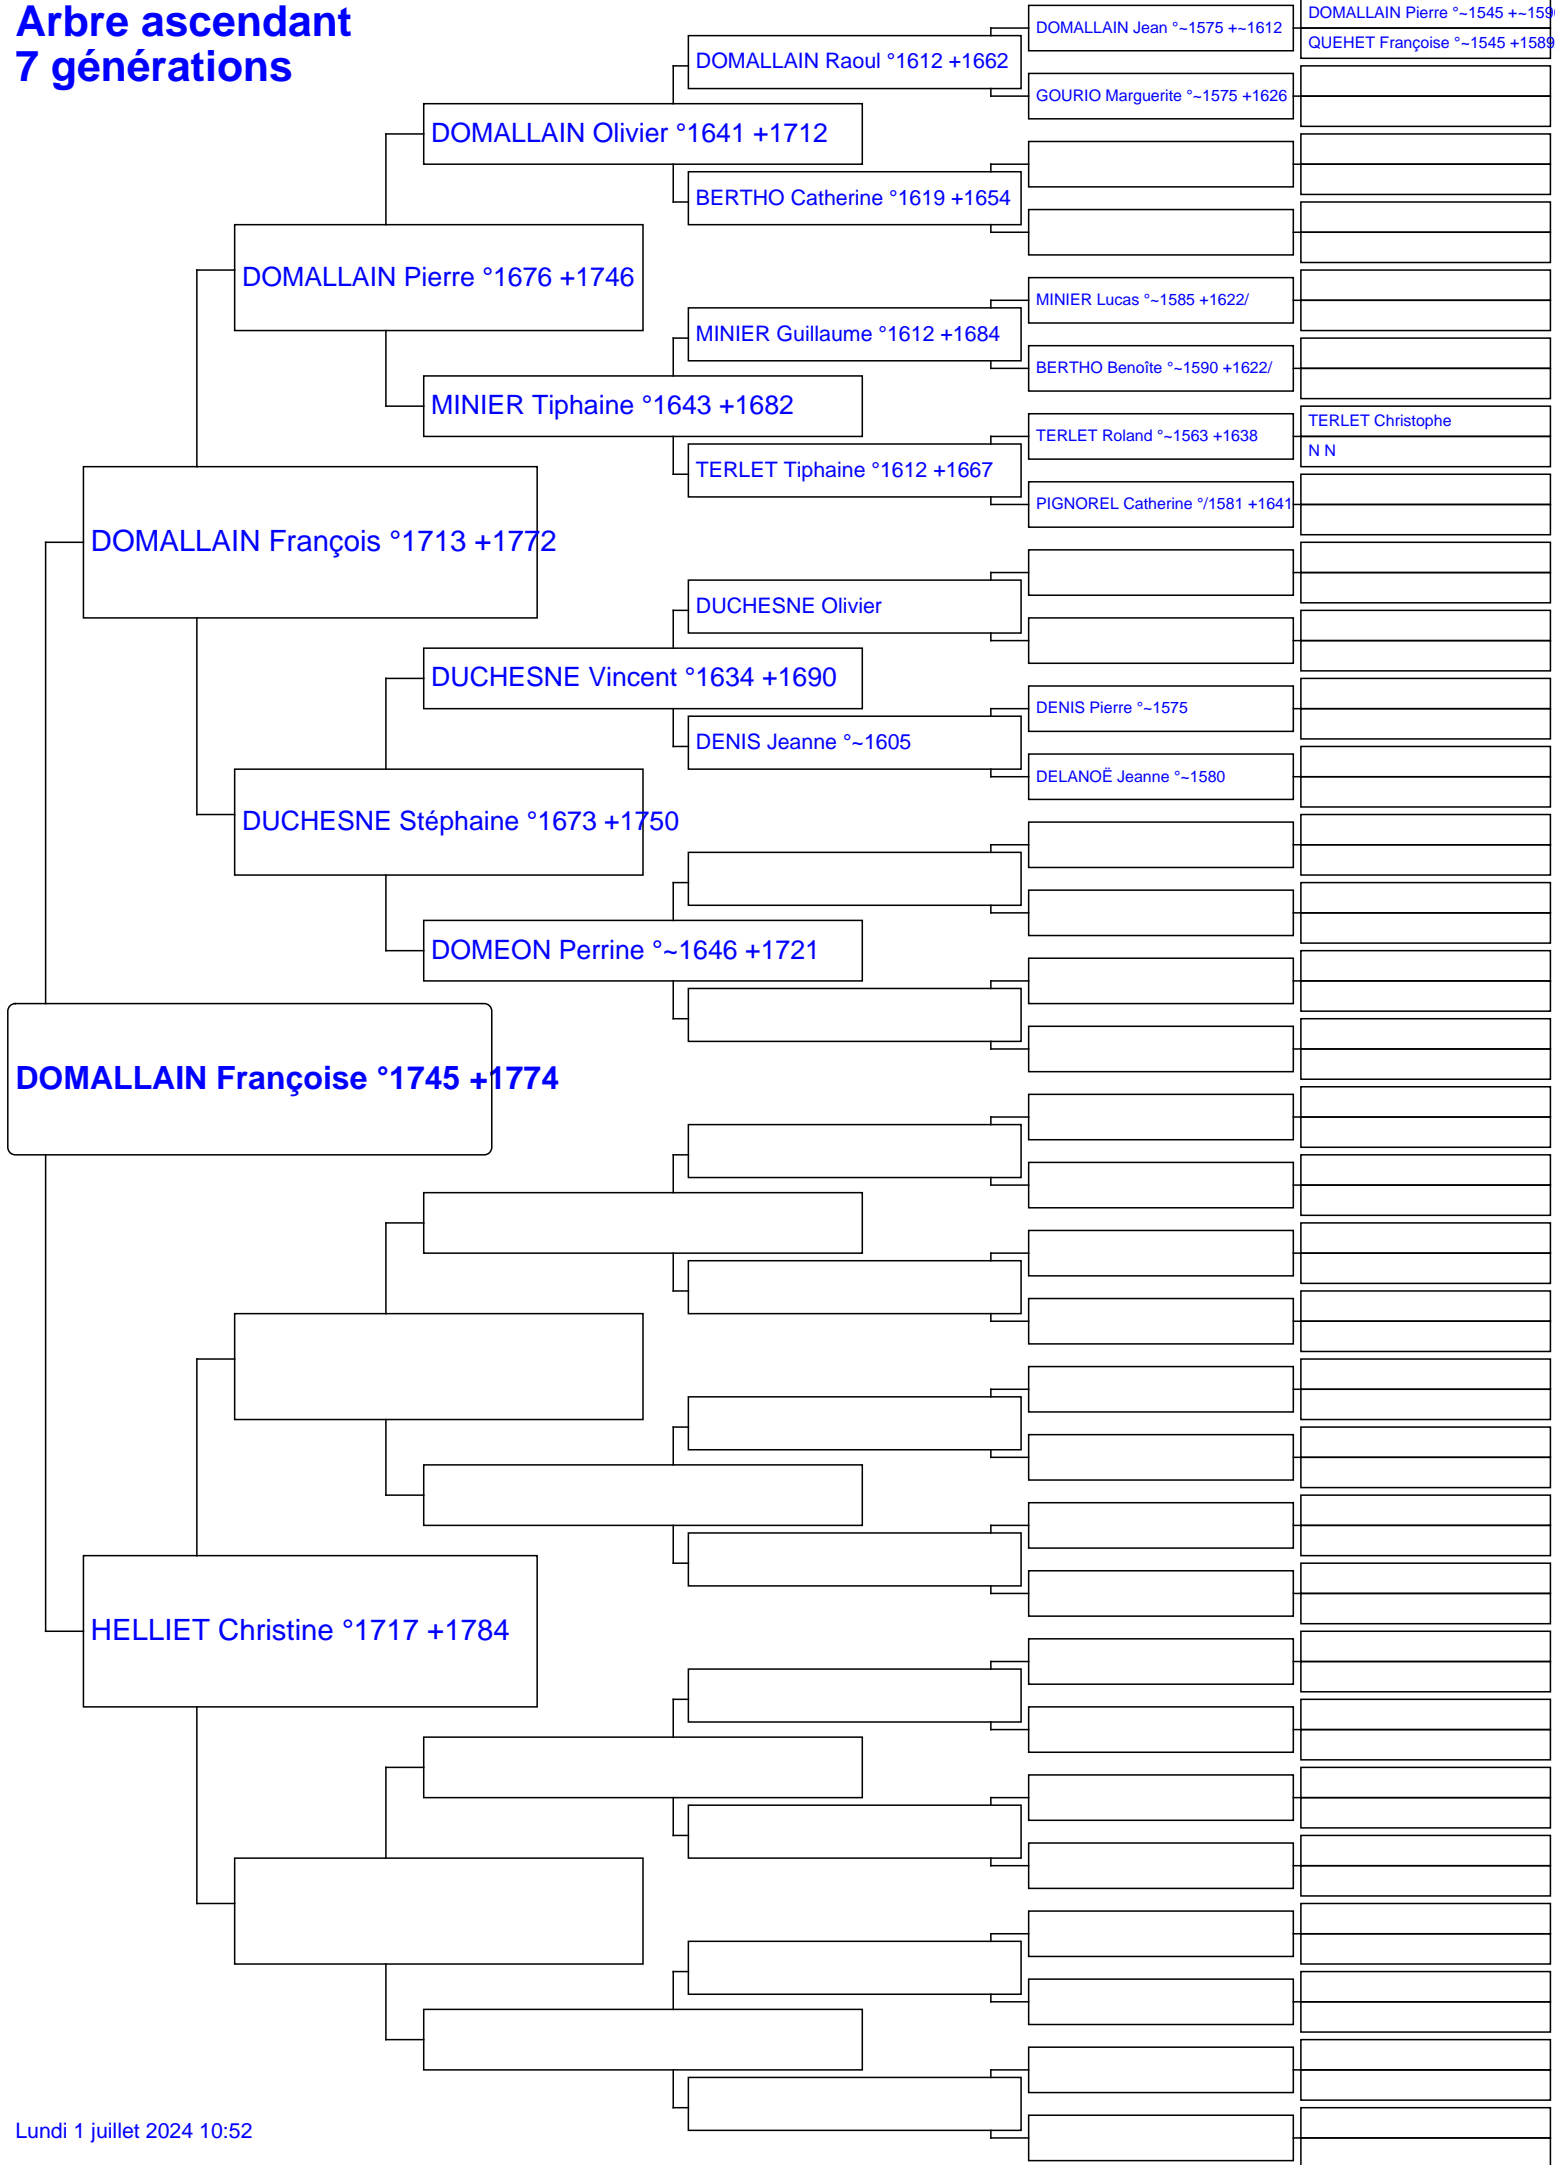 Arbre ascendant
7 générations
DOMALLAIN Pierre °~1545 +~159
DOMALLAIN Jean °~1575 +~1612
QUEHET Françoise °~1545 +1589
DOMALLAIN Raoul °1612 +1662
GOURIO Marguerite °~1575 +1626
DOMALLAIN Olivier °1641 +1712
BERTHO Catherine °1619 +1654
DOMALLAIN Pierre °1676 +1746
MINIER Lucas °~1585 +1622/
MINIER Guillaume °1612 +1684
BERTHO Benoîte °~1590 +1622/
MINIER Tiphaine °1643 +1682
TERLET Christophe
TERLET Roland °~1563 +1638
N N
TERLET Tiphaine °1612 +1667
PIGNOREL Catherine °/1581 +1641
DOMALLAIN François °1713 +1772
DUCHESNE Olivier
DUCHESNE Vincent °1634 +1690
DENIS Pierre °~1575
DENIS Jeanne °~1605
DELANOË Jeanne °~1580
DUCHESNE Stéphaine °1673 +1750
DOMEON Perrine °~1646 +1721
DOMALLAIN Françoise °1745 +1774
HELLIET Christine °1717 +1784
Lundi 1 juillet 2024 10:52